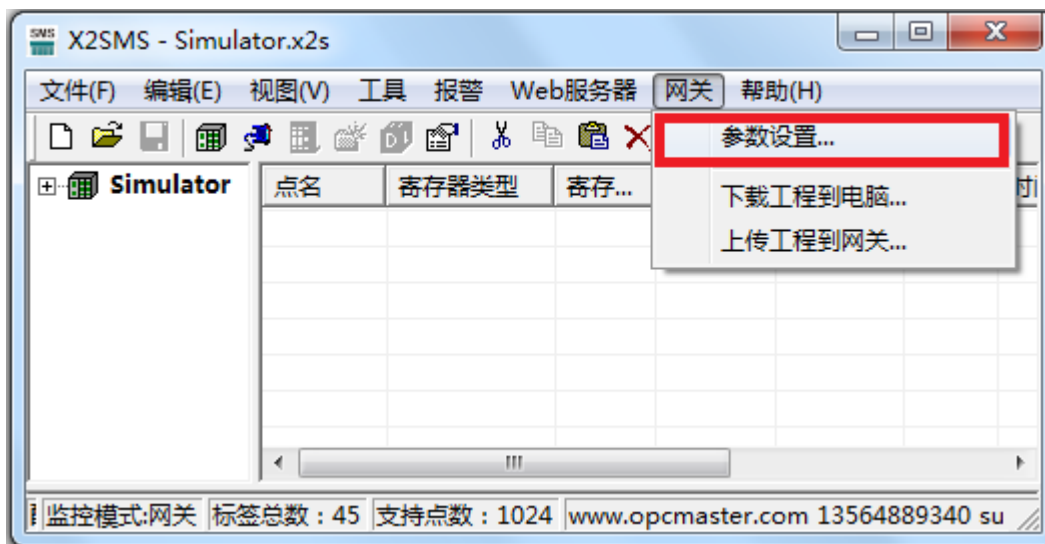 SMS X2SMS - Simulator.x2s
文件(F) 编辑(E) 视图(V) 工具 报警 Web服务器 网关 帮助(H)
参数设置...
Simulator 点名 寄存器类型 寄存...
下载工程到电脑...
上传工程到网关...
监控模式:网关 标签总数：45 支持点数：1024 www.opcmaster.com 13564889340 su